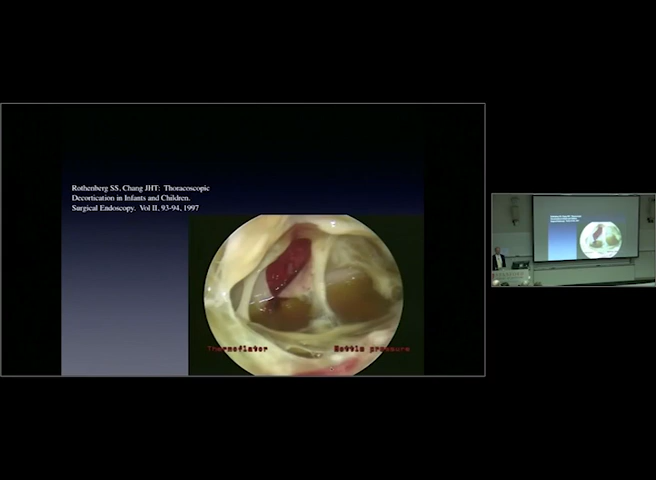 Rothenberg SS, Chang JHT: Thoracoscopic
Decortication in Infants and Children.
Surgical Endoscopy. Vol II, 93-94, 1997
Thermoflator
Bottle pressure